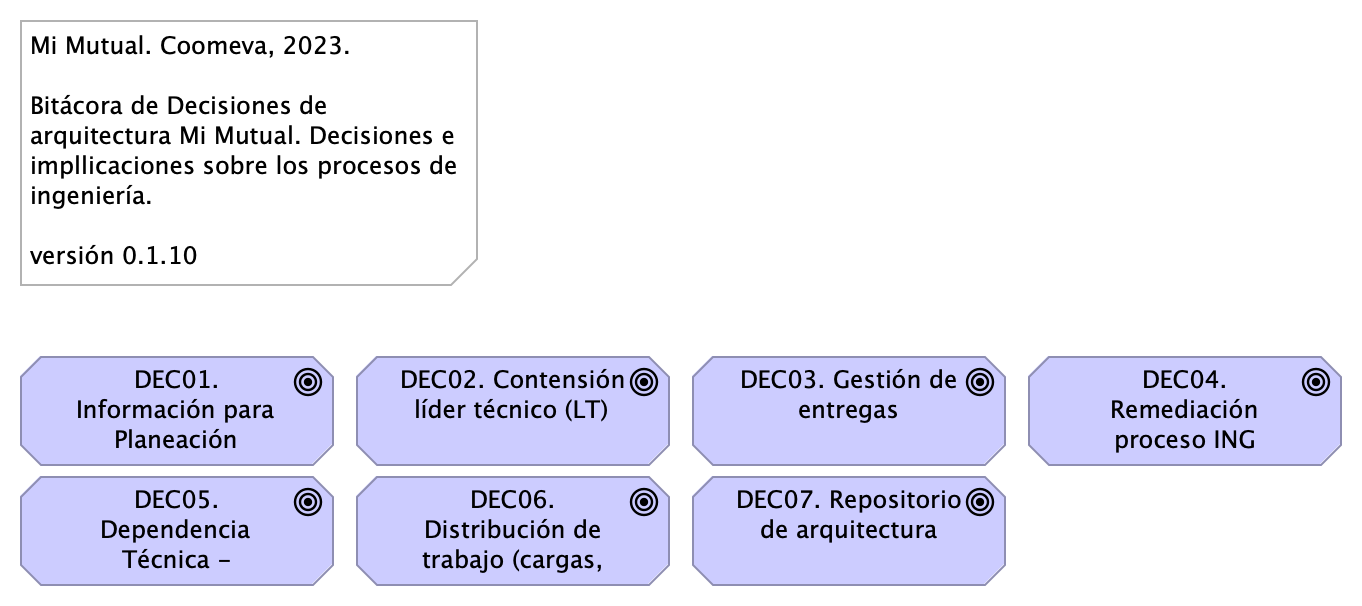 Mi Mutual. Coomeva, 2023.
Bitácora de Decisiones de
arquitectura Mi Mutual. Decisiones e
impllicaciones sobre los procesos de
ingeniería.
versión 0.1.10
DEC01.
Información para
Planeación
DEC02. Contensión
líder técnico (LT)
DEC03. Gestión de
entregas
DEC04.
Remediación
proceso ING
DEC05.
Dependencia
Técnica -
DEC06.
Distribución de
trabajo (cargas,
DEC07. Repositorio
de arquitectura